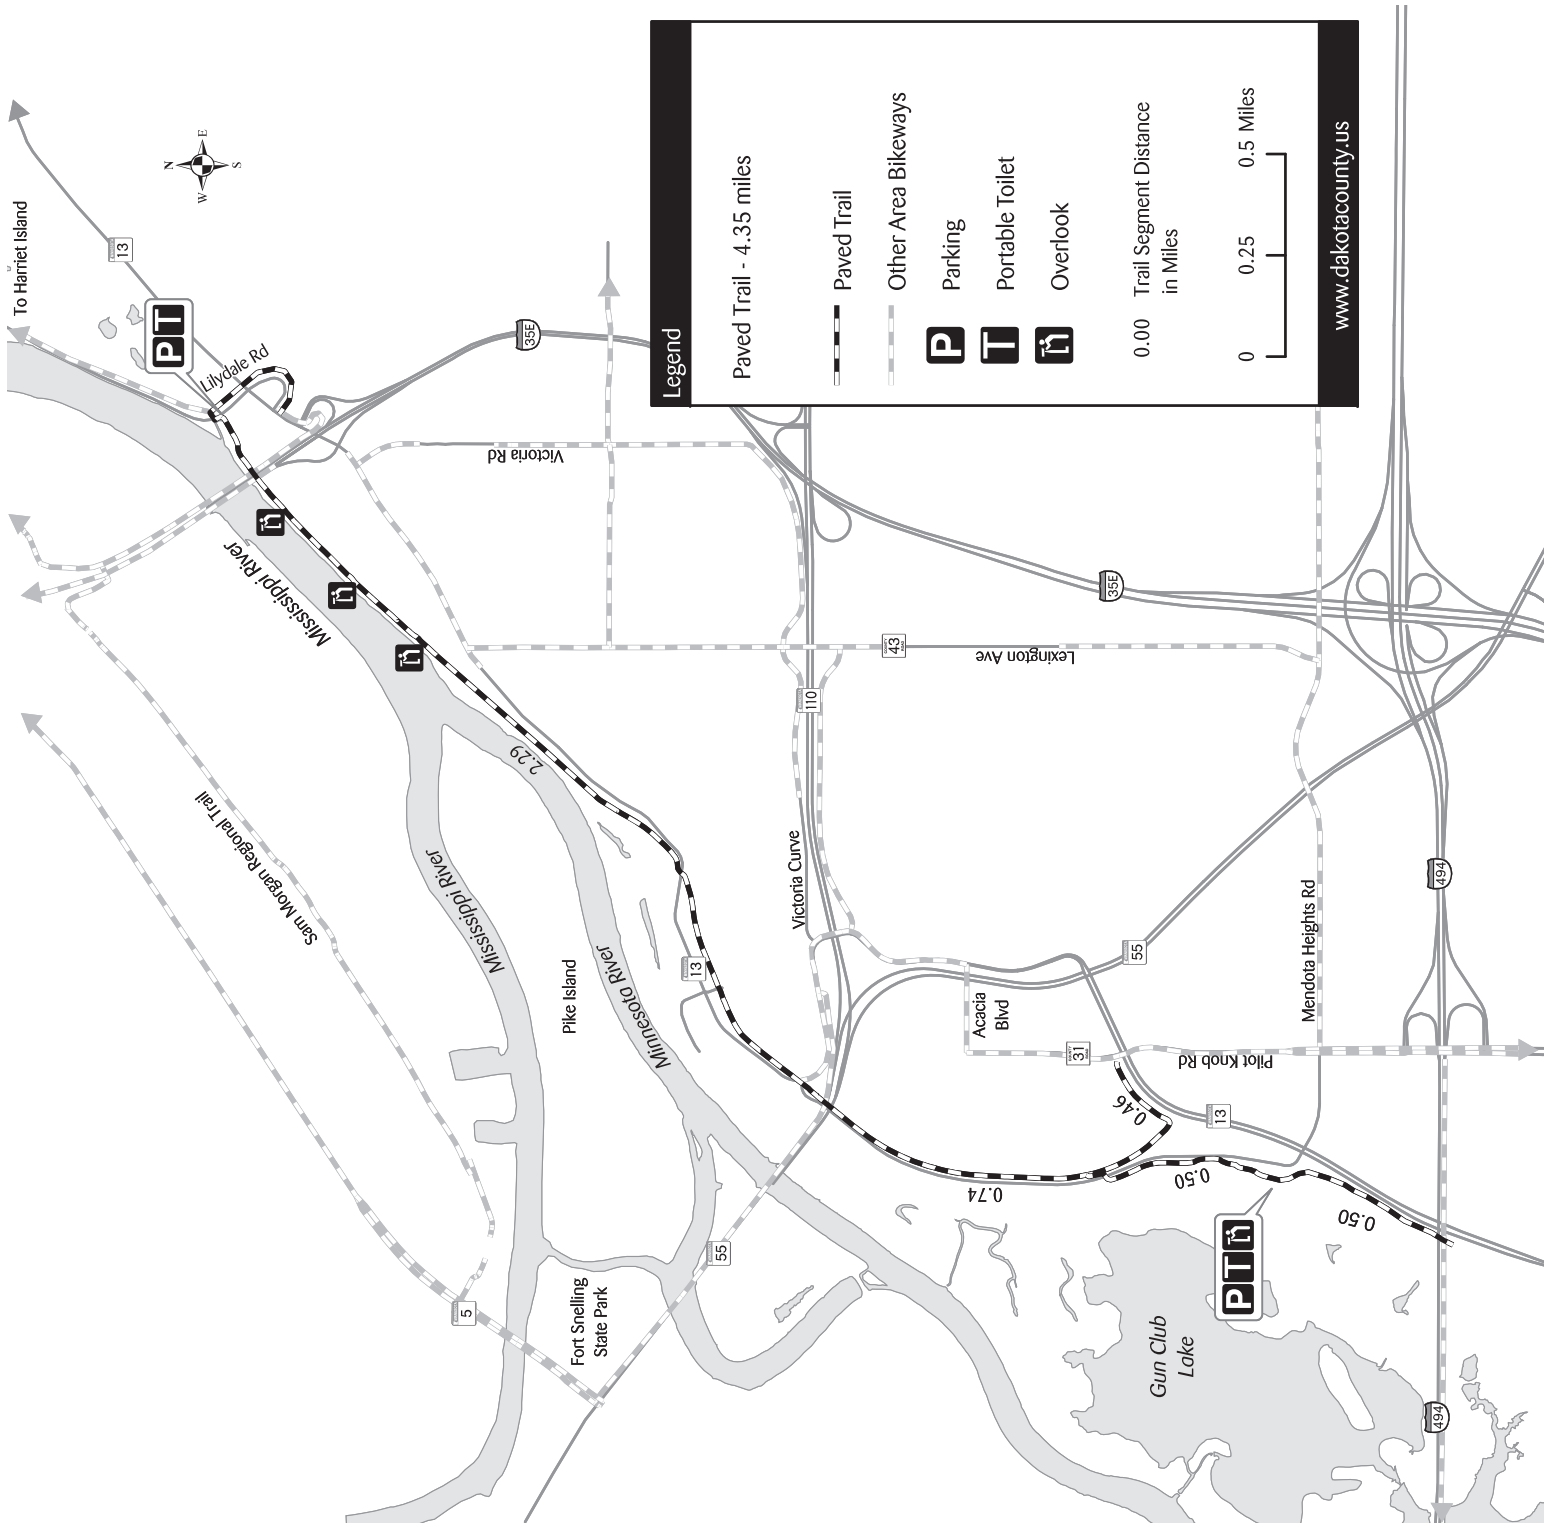 To Harriet Island
13
N
E
S
W
P T
Lilydale Rd
35E
Victoria Rd
Mississippi River
Sam Morgan Regional Trail
2.29
Mississippi River
Pike Island
Minnesota River
13
Victoria Curve
110
43
Lexington Ave
35E
55
Acacia
Blvd
31
Pilot Knob Rd
Mendota Heights Rd
494
0.46
13
0.74
0.50
0.50
P T
55
5
Fort Snelling
State Park
Gun Club
Lake
494
Legend
Paved Trail - 4.35 miles
Paved Trail
Other Area Bikeways
P Parking
T Portable Toilet
Overlook
0.00 Trail Segment Distance
in Miles
0 0.25 0.5 Miles
www.dakotacounty.us